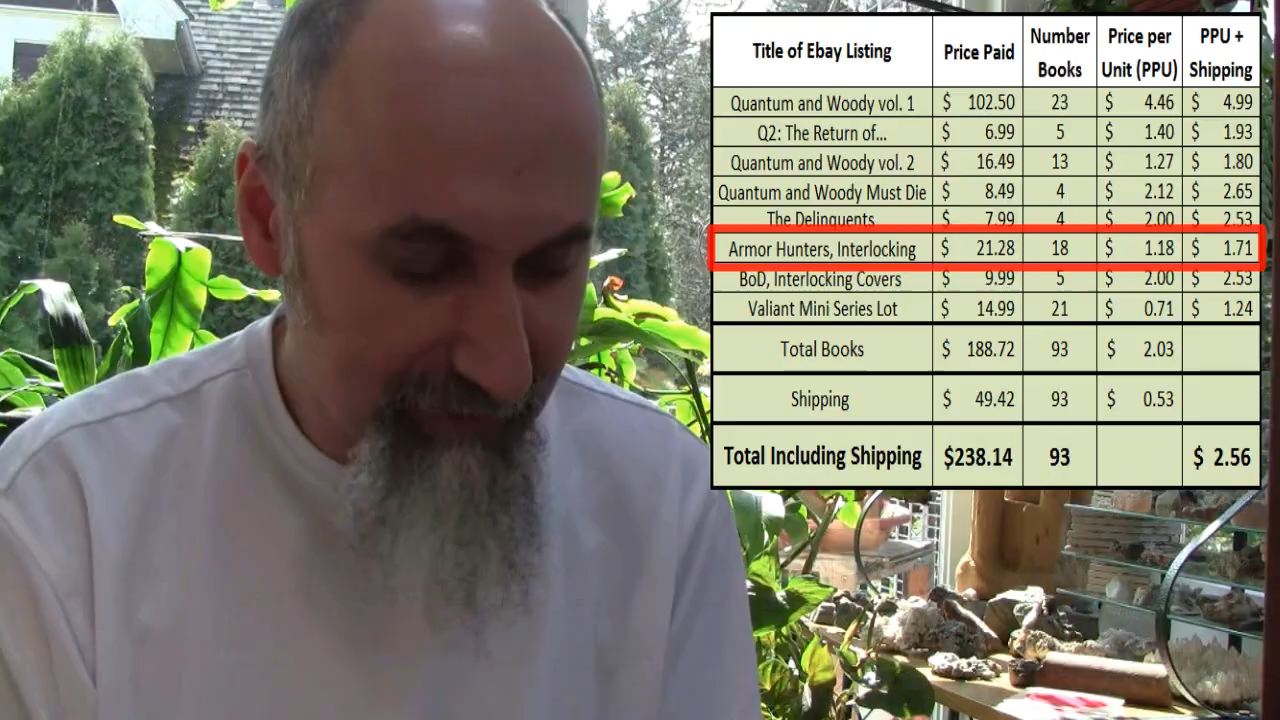 Title of Ebay Listing Price Paid Number Books Price per Unit (PPU) PPU + Shipping
Quantum and Woody vol. 1 $ 102.50 23 $ 4.46 $ 4.99
Q2: The Return of... $ 6.99 5 $ 1.40 $ 1.93
Quantum and Woody vol. 2 $ 16.49 13 $ 1.27 $ 1.80
Quantum and Woody Must Die $ 8.49 4 $ 2.12 $ 2.65
The Delinquents $ 7.99 4 $ 2.00 $ 2.53
Armor Hunters, Interlocking $ 21.28 18 $ 1.18 $ 1.71
BoD, Interlocking Covers $ 9.99 5 $ 2.00 $ 2.53
Valiant Mini Series Lot $ 14.99 21 $ 0.71 $ 1.24
Total Books $ 188.72 93 $ 2.03
Shipping $ 49.42 93 $ 0.53
Total Including Shipping $238.14 93 $ 2.56